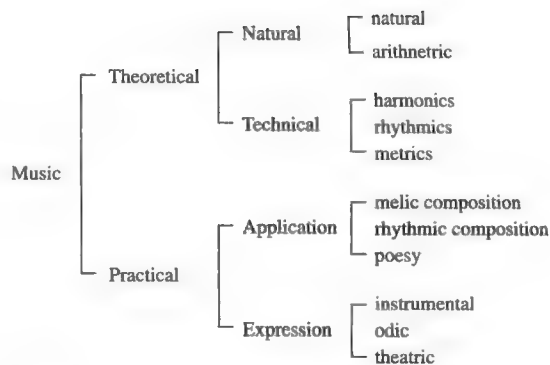 natural
Natural
arithnetric
Theoretical
harmonics
Technical
rhythmics
metrics
Music
melic composition
Application
rhythmic composition
poesy
Practical
instrumental
Expression
odic
theatric